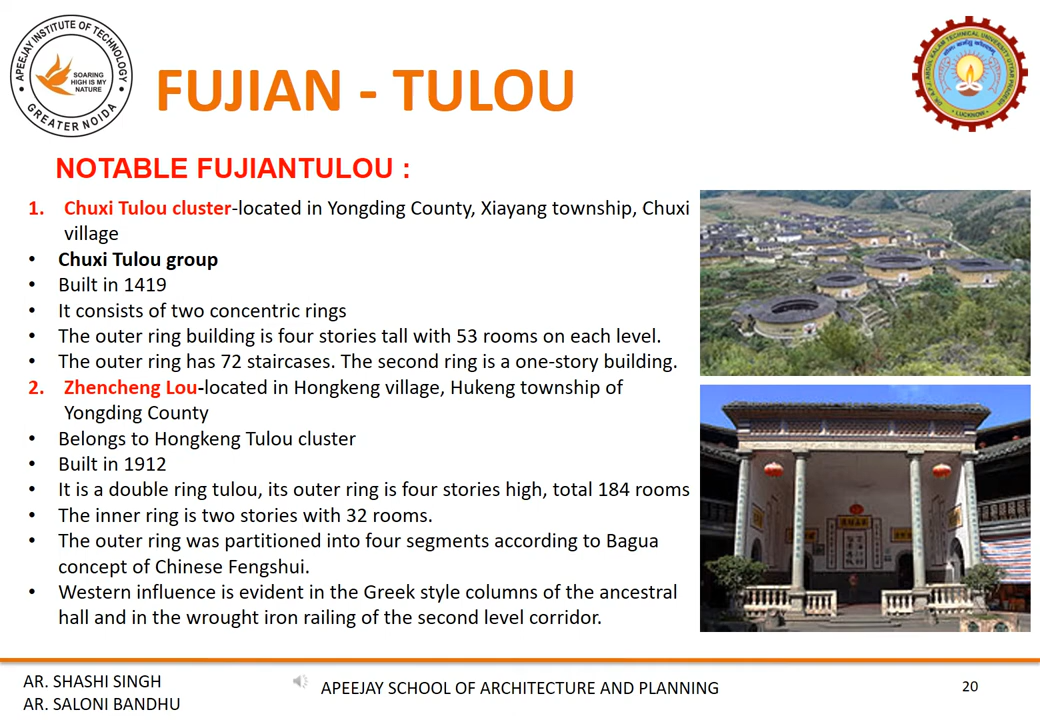 APEEJAY INSTITUTE OF TECHNOLOGY
SOARING
HIGH IS MY
NATURE
GREATER NOIDA
FUJIAN - TULOU
DR. A.P.J. ABDUL KALAM TECHNICAL UNIVERSITY UTTAR PRADESH
LUCKNOW
NOTABLE FUJIANTULOU :
1. Chuxi Tulou cluster-located in Yongding County, Xiayang township, Chuxi
village
• Chuxi Tulou group
• Built in 1419
• It consists of two concentric rings
• The outer ring building is four stories tall with 53 rooms on each level.
• The outer ring has 72 staircases. The second ring is a one-story building.
2. Zhencheng Lou-located in Hongkeng village, Hukeng township of
Yongding County
• Belongs to Hongkeng Tulou cluster
• Built in 1912
• It is a double ring tulou, its outer ring is four stories high, total 184 rooms
• The inner ring is two stories with 32 rooms.
• The outer ring was partitioned into four segments according to Bagua
concept of Chinese Fengshui.
• Western influence is evident in the Greek style columns of the ancestral
hall and in the wrought iron railing of the second level corridor.
AR. SHASHI SINGH
AR. SALONI BANDHU
APEEJAY SCHOOL OF ARCHITECTURE AND PLANNING
20